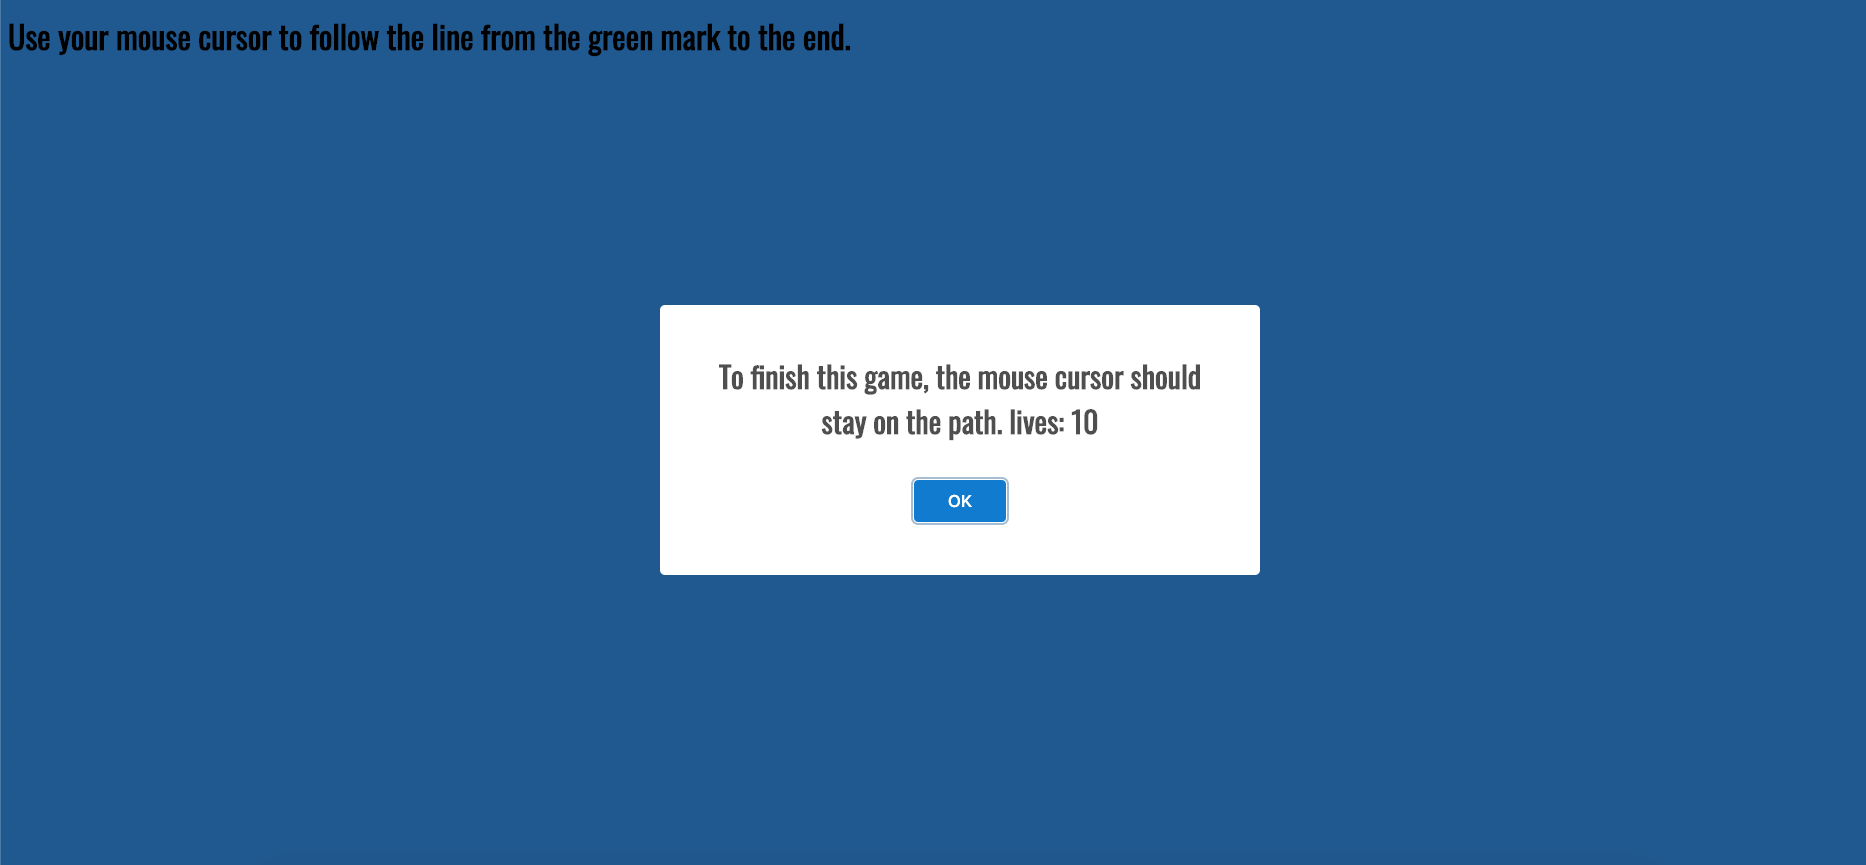 Use your mouse cursor to follow the line from the green mark to the end.
To finish this game, the mouse cursor should
stay on the path. lives: 10
OK